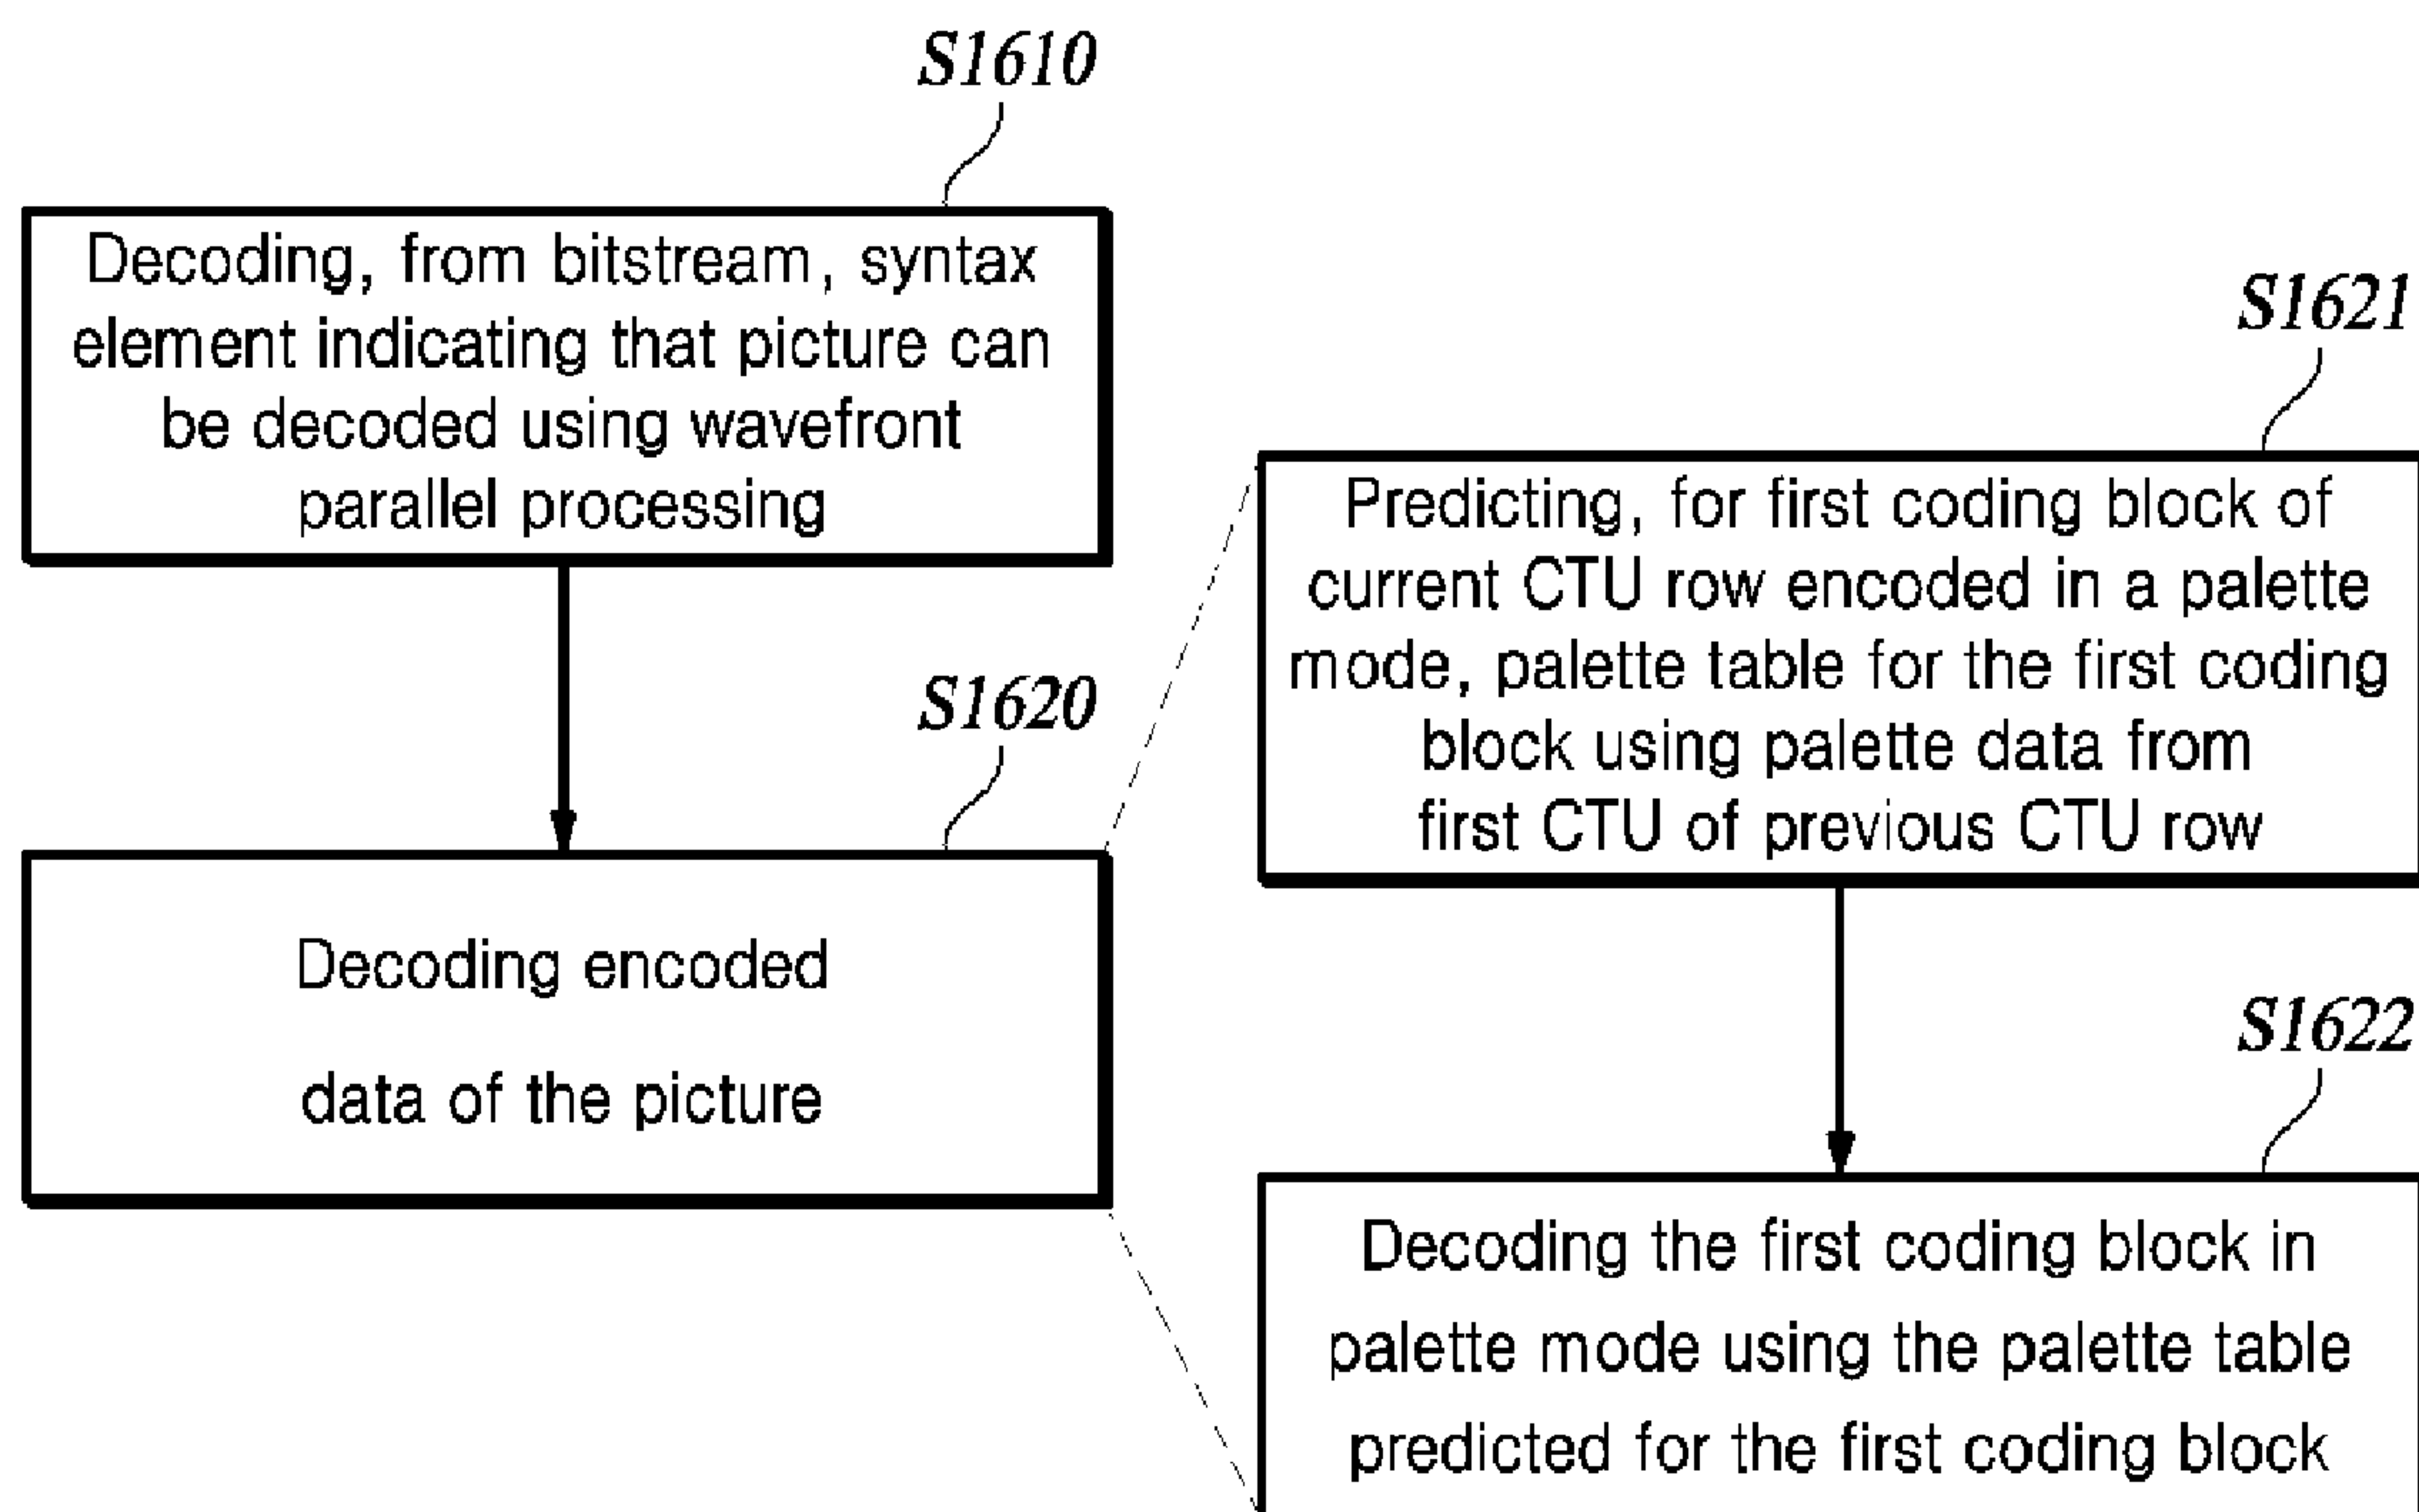 S1610
Decoding, from bitstream, syntax
element indicating that picture can
be decoded using wavefront
parallel processing
S1620
Decoding encoded
data of the picture
S1621
Predicting, for first coding block of
current CTU row encoded in a palette
mode, palette table for the first coding
block using palette data from
first CTU of previous CTU row
S1622
Decoding the first coding block in
palette mode using the palette table
predicted for the first coding block